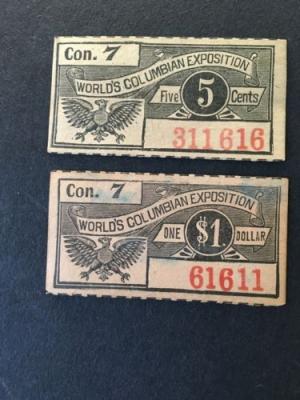 Con. 7
WORLD'S COLUMBIAN EXPOSITION
Five 5 Cents
311616
Con. 7
WORLD'S COLUMBIAN EXPOSITION
ONE $1 DOLLAR
61611